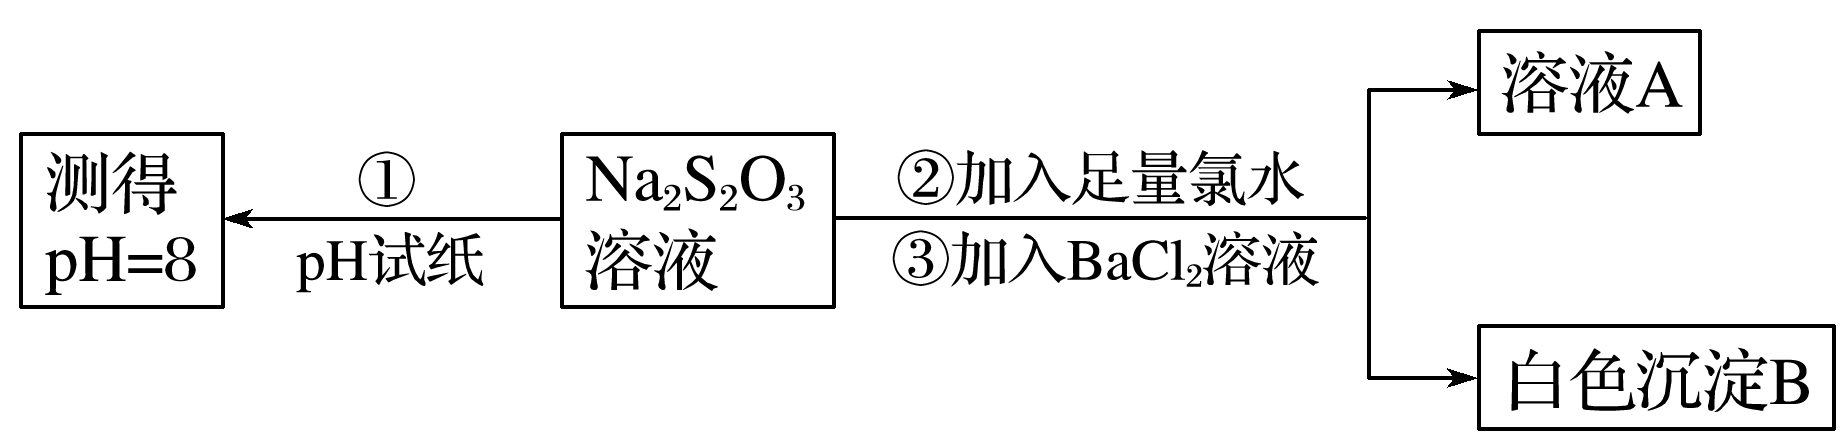 测得
pH=8
①
pH试纸
Na₂S₂O₃
溶液
②加入足量氯水
③加入BaCl₂溶液
溶液A
白色沉淀B